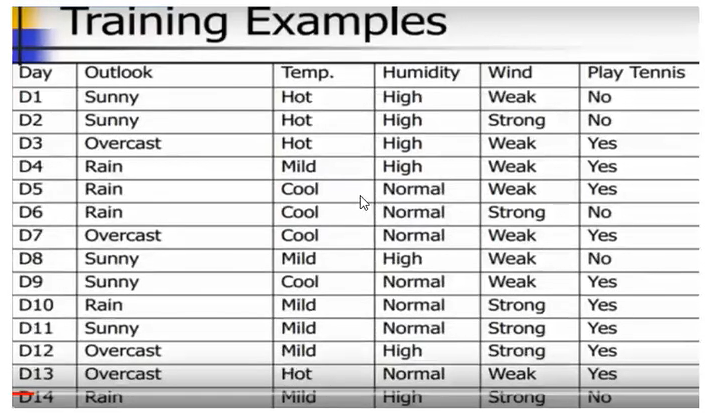 Training Examples
Day Outlook Temp. Humidity Wind Play Tennis
D1 Sunny Hot High Weak No
D2 Sunny Hot High Strong No
D3 Overcast Hot High Weak Yes
D4 Rain Mild High Weak Yes
D5 Rain Cool Normal Weak Yes
D6 Rain Cool Normal Strong No
D7 Overcast Cool Normal Weak Yes
D8 Sunny Mild High Weak No
D9 Sunny Cool Normal Weak Yes
D10 Rain Mild Normal Strong Yes
D11 Sunny Mild Normal Strong Yes
D12 Overcast Mild High Strong Yes
D13 Overcast Hot Normal Weak Yes
D14 Rain Mild High Strong No